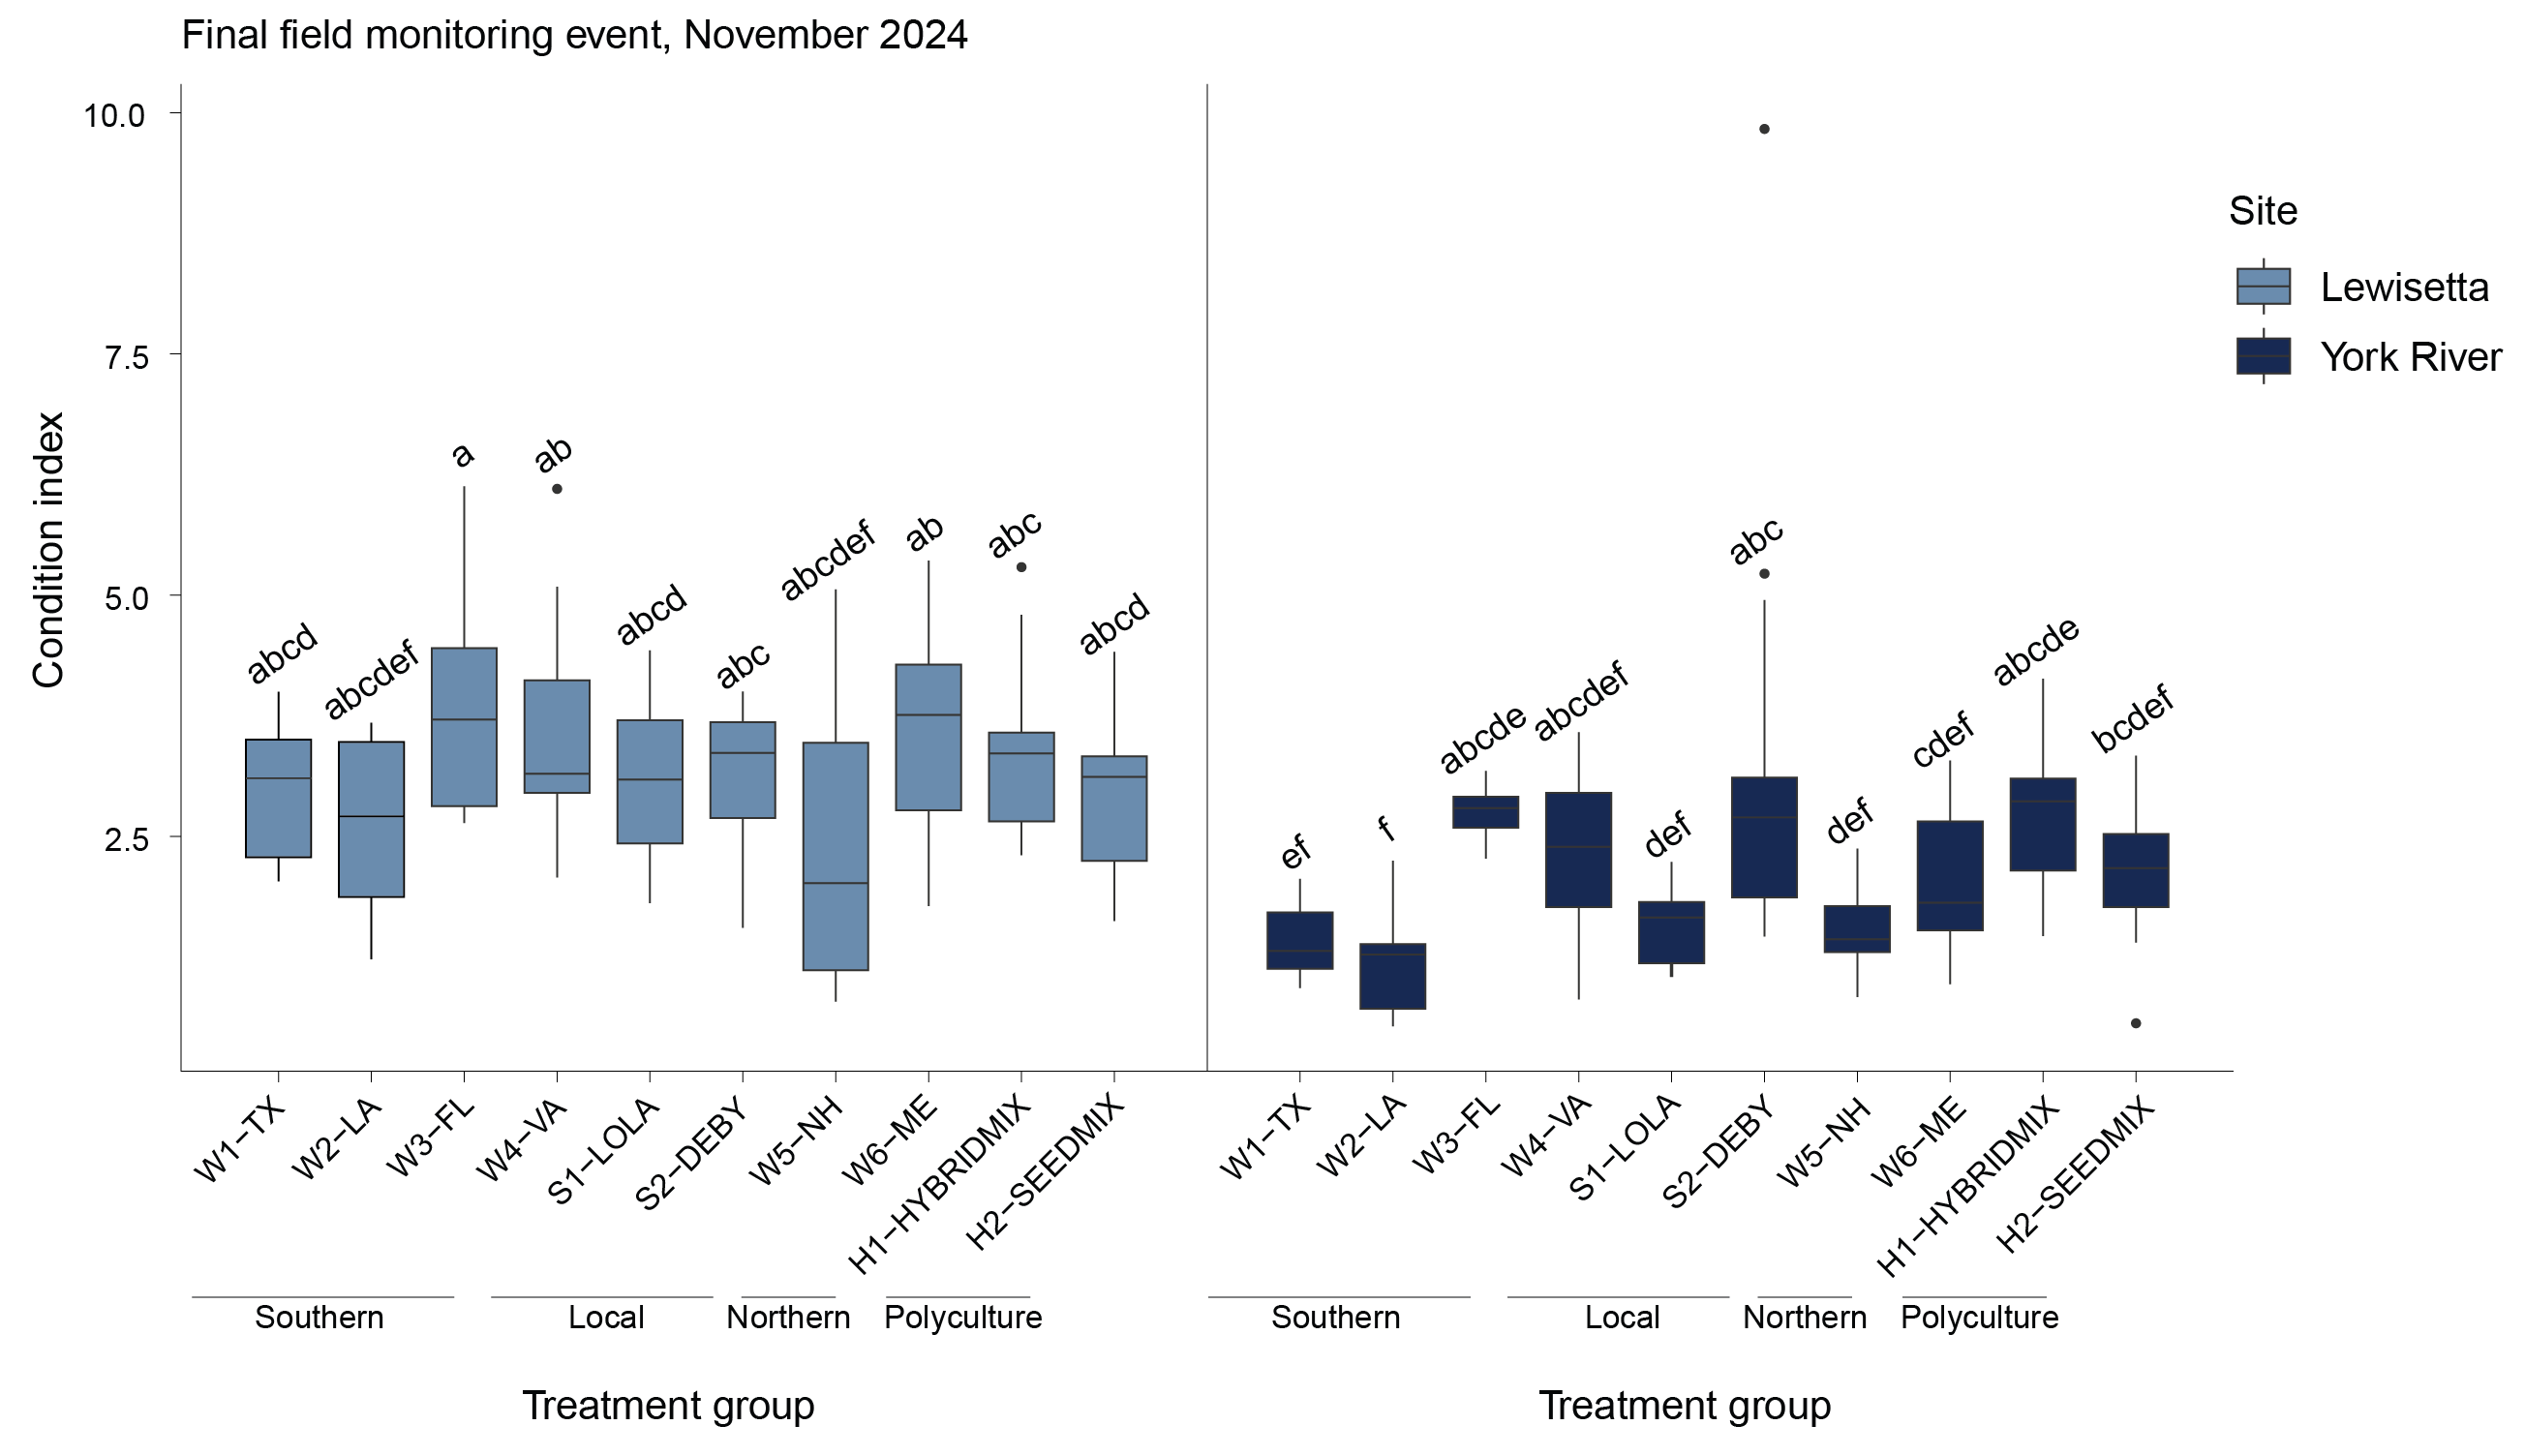 Final field monitoring event, November 2024
Condition index
10.0
7.5
5.0
2.5
abcd
abcdef
a
ab
abcd
abc
abcdef
ab
abc
abcd
ef
f
abcde
abcdef
def
abc
def
cdef
abcde
bcdef
Site
Lewisetta
York River
W1−TX
W2−LA
W3−FL
W4−VA
S1−LOLA
S2−DEBY
W5−NH
W6−ME
H1−HYBRIDMIX
H2−SEEDMIX
W1−TX
W2−LA
W3−FL
W4−VA
S1−LOLA
S2−DEBY
W5−NH
W6−ME
H1−HYBRIDMIX
H2−SEEDMIX
Southern
Local
Northern
Polyculture
Southern
Local
Northern
Polyculture
Treatment group
Treatment group